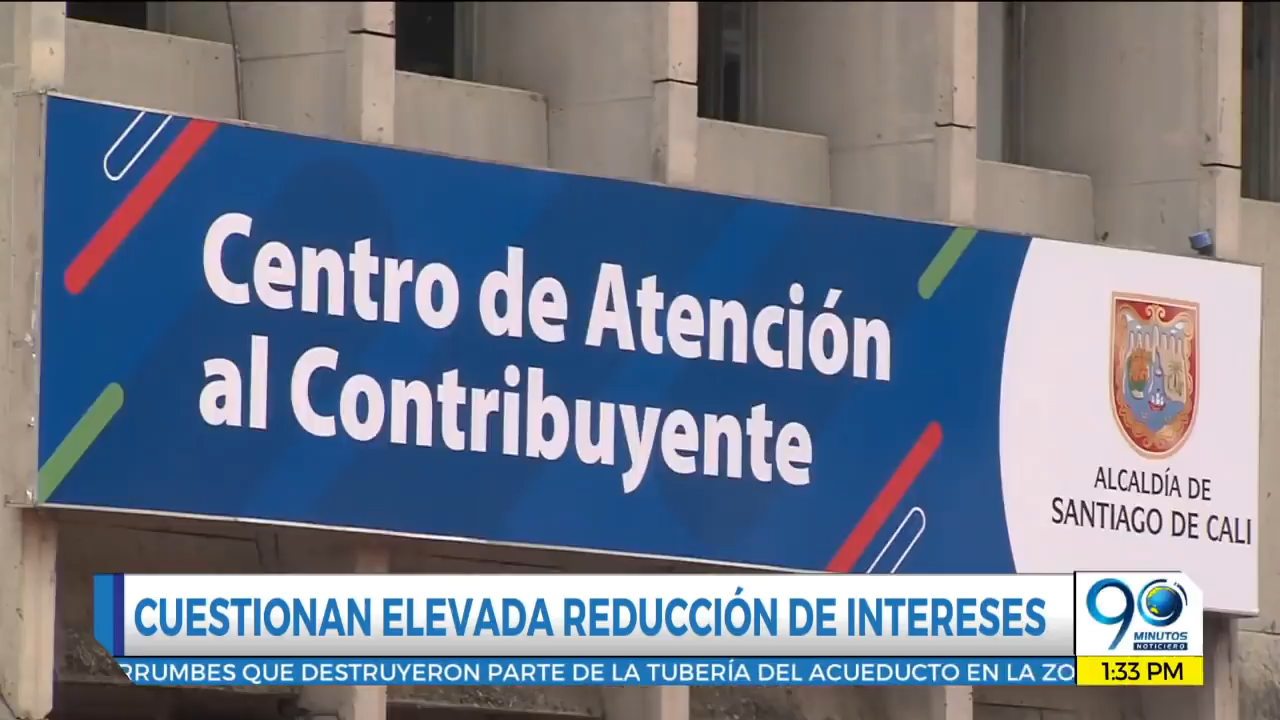 Centro de Atención
al Contribuyente
ALCALDÍA DE
SANTIAGO DE CALI
CUESTIONAN ELEVADA REDUCCIÓN DE INTERESES
90
MINUTOS
NOTICIERO
RRUMBES QUE DESTRUYERON PARTE DE LA TUBERÍA DEL ACUEDUCTO EN LA ZO
1:33 PM